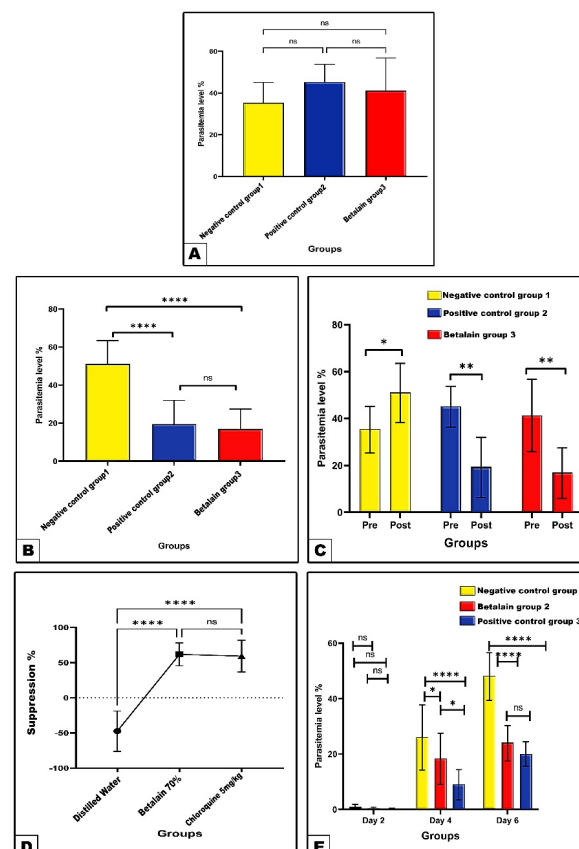 ns
ns
ns
Parasitemia level %
60
40
20
0
Negative control group1
Positive control group2
Betalain group3
Groups
A
****
****
ns
Parasitemia level %
80
60
40
20
0
Negative control group1
Positive control group2
Betalain group3
Groups
B
Negative control group 1
Positive control group 2
Betalain group 3
*
**
**
Parasitemia level %
80
60
40
20
0
Pre
Post
Pre
Post
Pre
Post
Groups
C
****
****
ns
Suppression %
100
50
0
-50
-100
Distilled Water
Betalain 70%
Chloroquine 5mg/kg
Groups
D
Negative control group
Betalain group 2
Positive control group 3
ns
ns
ns
****
*
*
****
****
ns
Parasitemia level %
80
60
40
20
0
Day 2
Day 4
Day 6
Groups
E